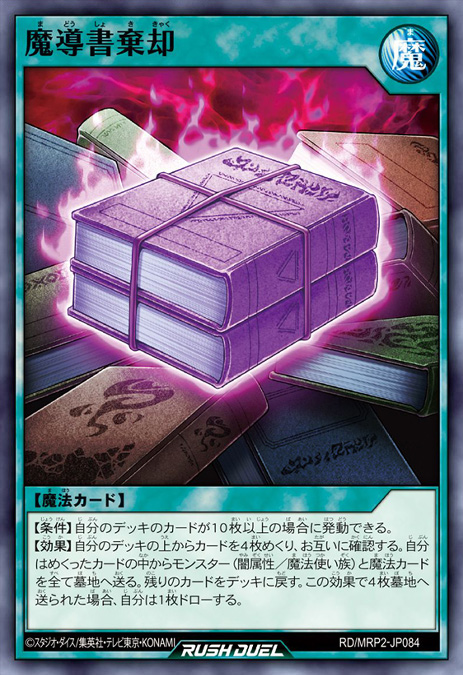 魔導書棄却
魔
【魔法カード】
【条件】自分のデッキのカードが10枚以上の場合に発動できる。
【効果】自分のデッキの上からカードを4枚めくり、お互いに確認する。自分
はめくったカードの中からモンスター（闇属性／魔法使い族）と魔法カード
を全て墓地へ送る。残りのカードをデッキに戻す。この効果で4枚墓地へ
送られた場合、自分は1枚ドローする。
©スタジオ・ダイス/集英社・テレビ東京・KONAMI
RUSH DUEL
RD/MRP2-JP084